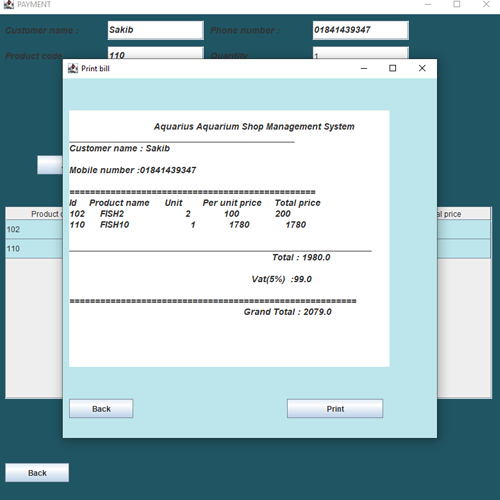 PAYMENT
Customer name : Sakib Phone number : 01841439347
Product code 110 Quantity 1
Print bill
Aquarius Aquarium Shop Management System
Customer name : Sakib
Mobile number :01841439347
===============================================
Id Product name Unit Per unit price Total price
102 FISH2 2 100 200
110 FISH10 1 1780 1780
Total : 1980.0
Vat(5%) :99.0
=======================================================
Grand Total : 2079.0
Back Print
Product
price
102
110
Back